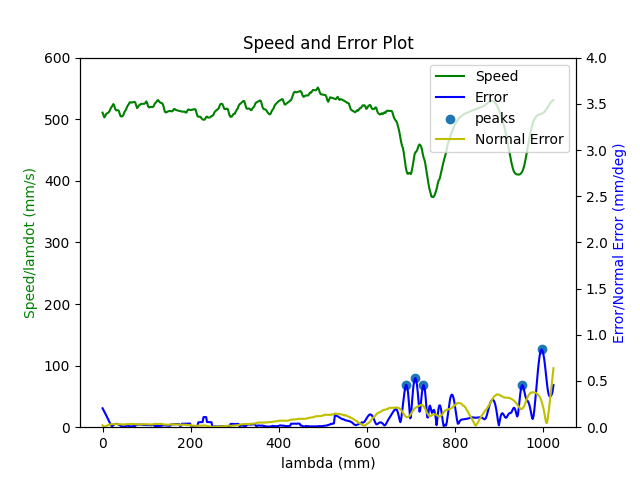 Speed and Error Plot
600
500
400
300
200
100
0
Speed/lamdot (mm/s)
4.0
3.5
3.0
2.5
2.0
1.5
1.0
0.5
0.0
Error/Normal Error (mm/deg)
Speed
Error
peaks
Normal Error
0 200 400 600 800 1000
lambda (mm)